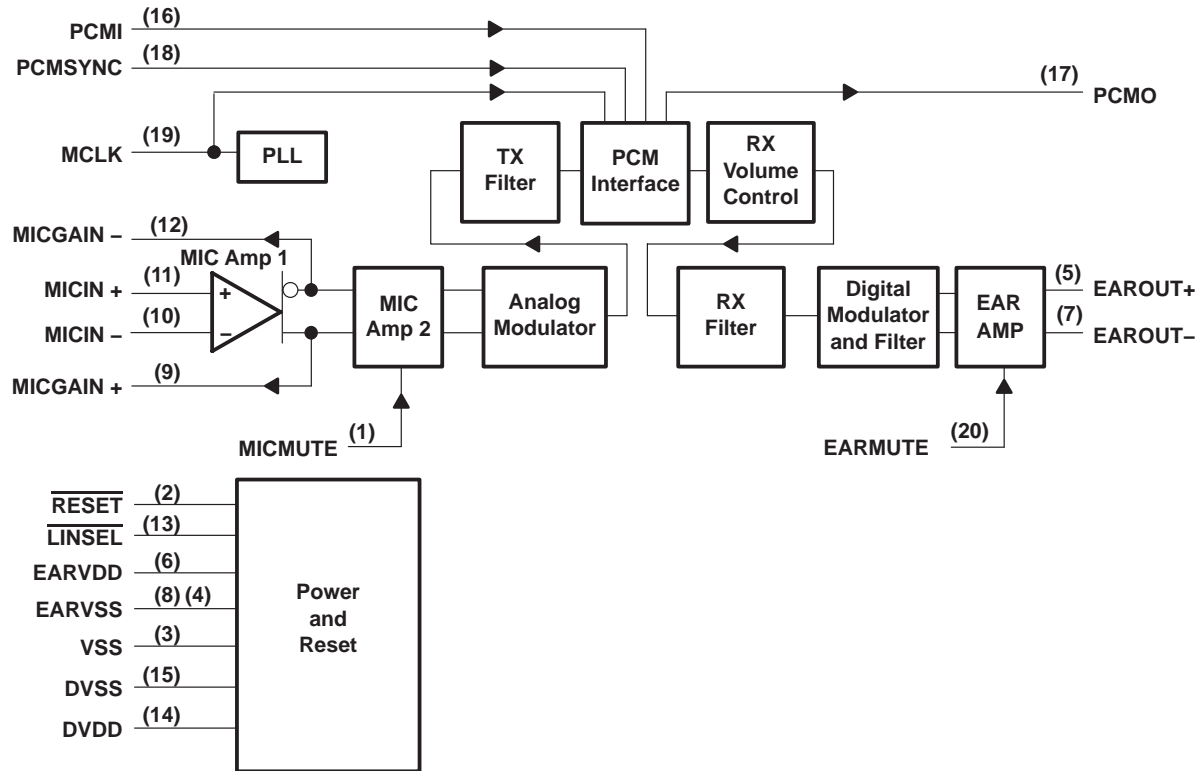 PCMI (16)
PCMSYNC (18)
(17) PCMO
MCLK (19)
PLL
TX
Filter
PCM
Interface
RX
Volume
Control
MICGAIN – (12)
MIC Amp 1
MICIN + (11)
+
MICIN – (10)
–
MICGAIN + (9)
MIC
Amp 2
Analog
Modulator
RX
Filter
Digital
Modulator
and Filter
EAR
AMP
(5) EAROUT+
(7) EAROUT–
MICMUTE (1)
EARMUTE (20)
RESET (2)
LINSEL (13)
EARVDD (6)
EARVSS (8) (4)
VSS (3)
DVSS (15)
DVDD (14)
Power
and
Reset